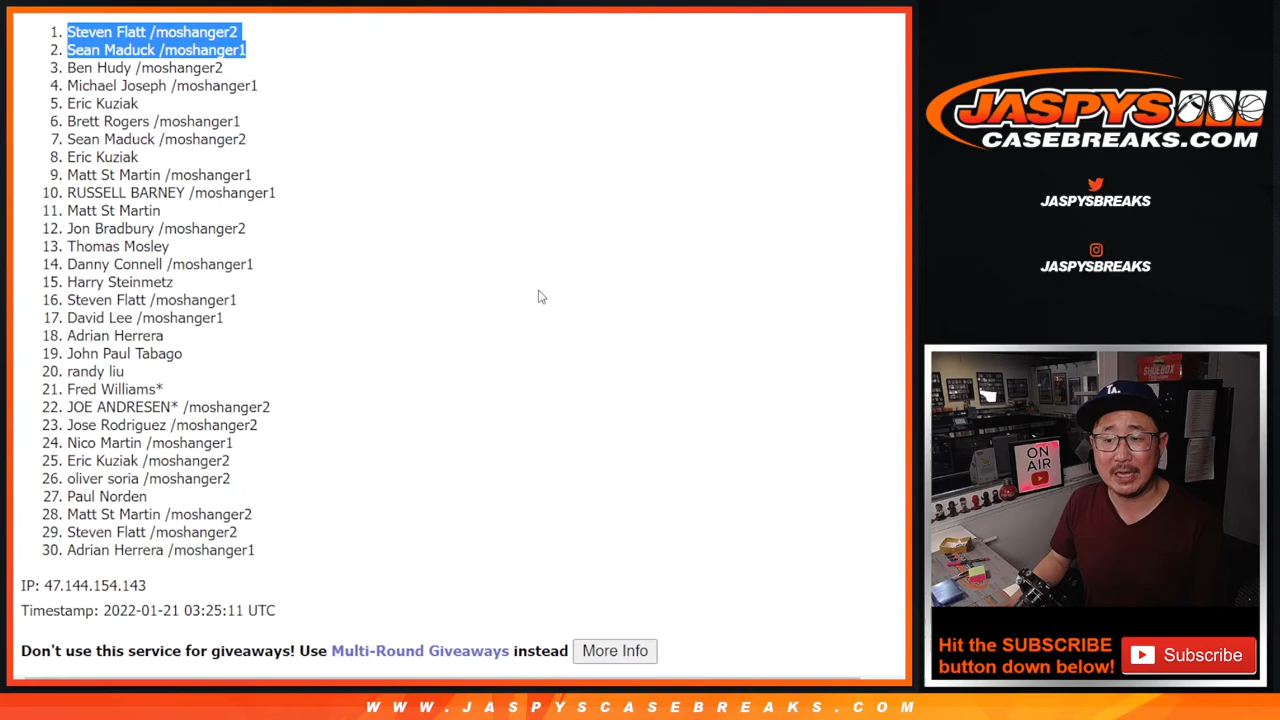 1. Steven Flatt /moshanger2
2. Sean Maduck /moshanger1
3. Ben Hudy /moshanger2
4. Michael Joseph /moshanger1
5. Eric Kuziak
6. Brett Rogers /moshanger1
7. Sean Maduck /moshanger2
8. Eric Kuziak
9. Matt St Martin /moshanger1
10. RUSSELL BARNEY /moshanger1
11. Matt St Martin
12. Jon Bradbury /moshanger2
13. Thomas Mosley
14. Danny Connell /moshanger1
15. Harry Steinmetz
16. Steven Flatt /moshanger1
17. David Lee /moshanger1
18. Adrian Herrera
19. John Paul Tabago
20. randy liu
21. Fred Williams*
22. JOE ANDRESEN* /moshanger2
23. Jose Rodriguez /moshanger2
24. Nico Martin /moshanger1
25. Eric Kuziak /moshanger2
26. oliver soria /moshanger2
27. Paul Norden
28. Matt St Martin /moshanger2
29. Steven Flatt /moshanger2
30. Adrian Herrera /moshanger1
IP: 47.144.154.143
Timestamp: 2022-01-21 03:25:11 UTC
Don't use this service for giveaways! Use Multi-Round Giveaways instead More Info
JASPYS
CASEBREAKS.COM
JASPYSBREAKS
JASPYSBREAKS
SHOEBOX
ON
AIR
Hit the SUBSCRIBE
button down below!
Subscribe
WWW.JASPYSCASEBREAKS.COM